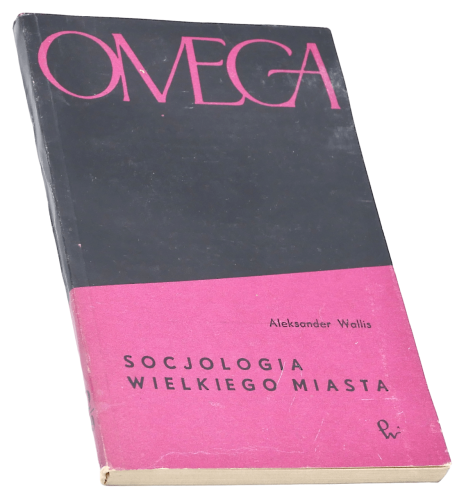 OMEGA
Aleksander Wallis
SOCJOLOGIA
WIELKIEGO MIASTA